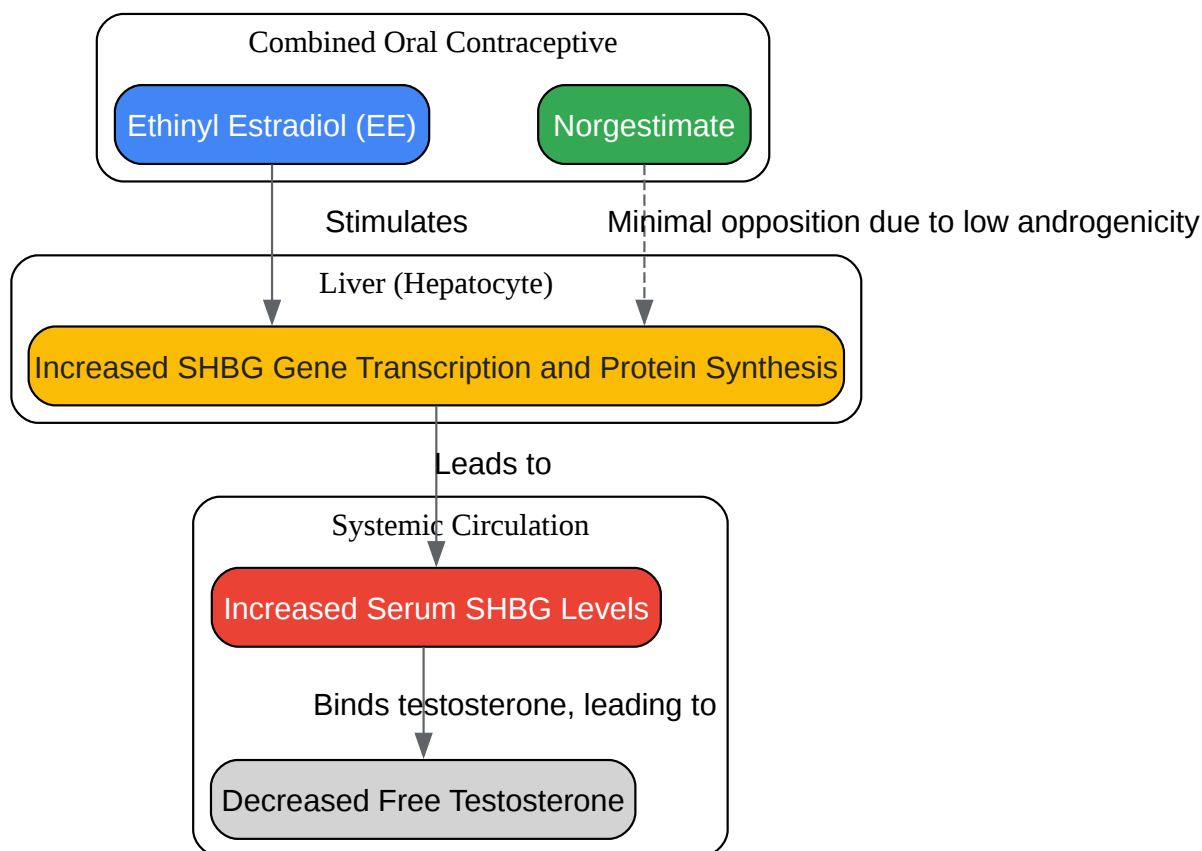 Combined Oral Contraceptive
Ethinyl Estradiol (EE)
Norgestimate
Stimulates
Minimal opposition due to low androgenicity
Liver (Hepatocyte)
Increased SHBG Gene Transcription and Protein Synthesis
Leads to
Systemic Circulation
Increased Serum SHBG Levels
Binds testosterone, leading to
Decreased Free Testosterone